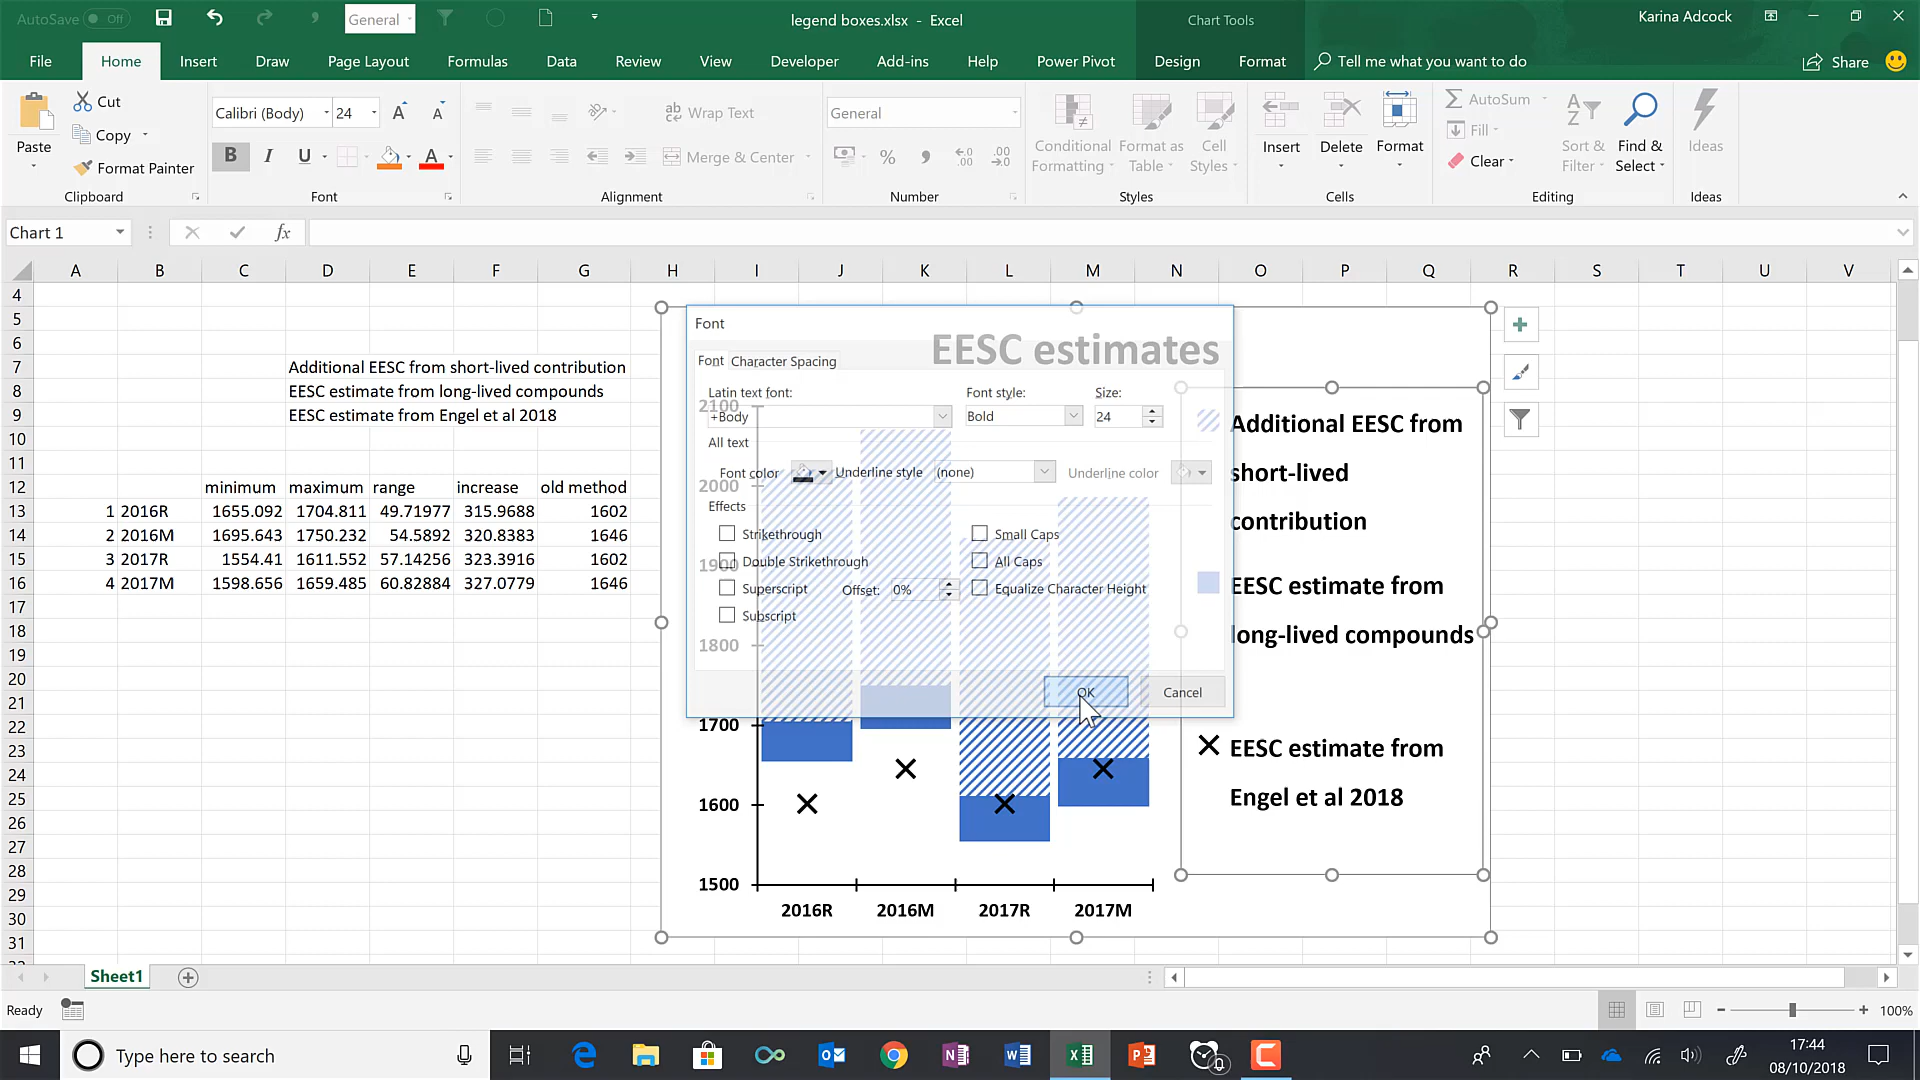 AutoSave Off General legend boxes.xlsx - Excel Chart Tools Karina Adcock
File Home Insert Draw Page Layout Formulas Data Review View Developer Add-ins Help Power Pivot Design Format Tell me what you want to do Share
Paste
Cut
Copy
Format Painter
Clipboard
Calibri (Body) 24
B I U
Font
Wrap Text
Merge & Center
Alignment
General
Number
Conditional Formatting
Format as Table
Cell Styles
Styles
Insert
Delete
Format
Cells
AutoSum
Fill
Clear
Sort & Filter
Find & Select
Editing
Ideas
Ideas
Chart 1 fx
A B C D E F G H I J K L M N O P Q R S T U V
4
5
6
7 Additional EESC from short-lived contribution
8 EESC estimate from long-lived compounds
9 EESC estimate from Engel et al 2018
10
11
12 minimum maximum range increase old method
13 1 2016R 1655.092 1704.811 49.71977 315.9688 1602
14 2 2016M 1695.643 1750.232 54.5892 320.8383 1646
15 3 2017R 1554.41 1611.552 57.14256 323.3916 1602
16 4 2017M 1598.656 1659.485 60.82884 327.0779 1646
17
18
19
20
21
22
23
24
25
26
27
28
29
30
31
EESC estimates
2100
2000
1900
1800
1700
1600
1500
2016R 2016M 2017R 2017M
Additional EESC from
short-lived
contribution
EESC estimate from
long-lived compounds
EESC estimate from
Engel et al 2018
Font
Font Character Spacing
Latin text font: Font style: Size:
+Body Bold 24
All text
Font color Underline style (none) Underline color
Effects
Strikethrough Small Caps
Double Strikethrough All Caps
Superscript Offset: 0% Equalize Character Height
Subscript
OK Cancel
Sheet1
Ready 100%
Type here to search
17:44
08/10/2018